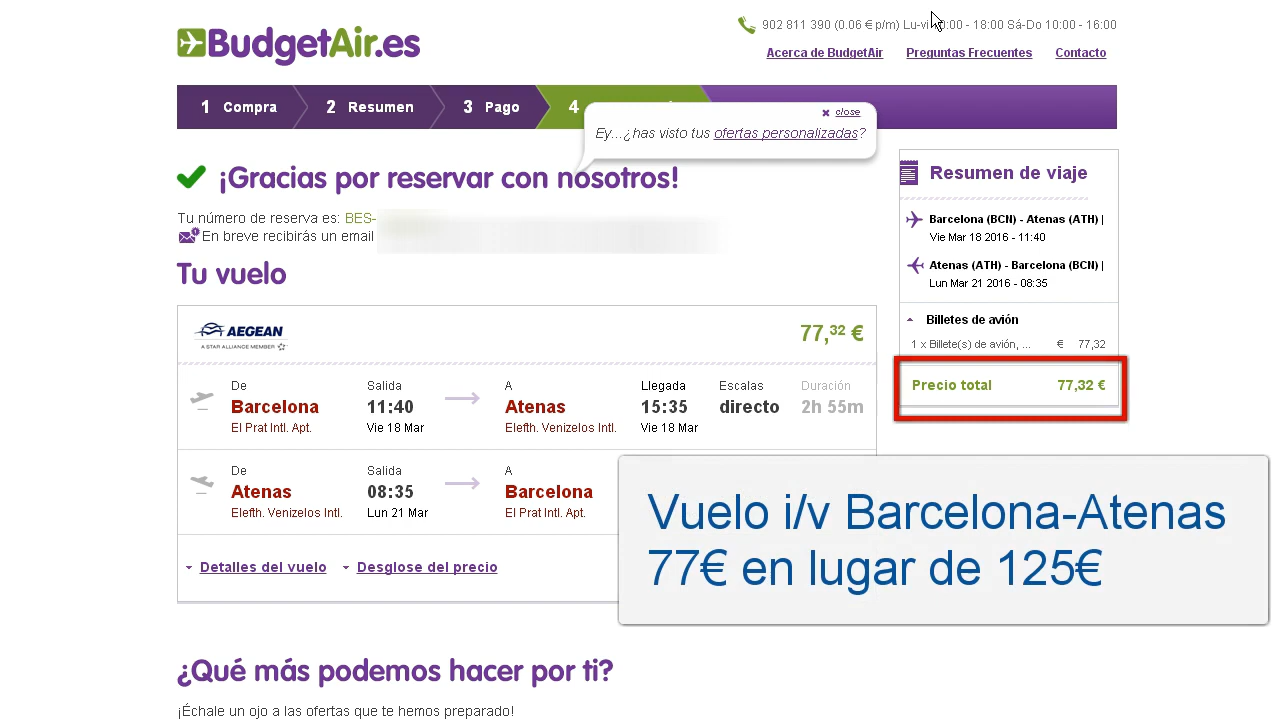 BudgetAir.es
902 811 390 (0.06 € p/m) Lu-vi :00 - 18:00 Sá-Do 10:00 - 16:00
Acerca de BudgetAir Preguntas Frecuentes Contacto
1 Compra 2 Resumen 3 Pago 4
close
Ey...¿has visto tus ofertas personalizadas?
¡Gracias por reservar con nosotros!
Tu número de reserva es: BES-
En breve recibirás un email
Tu vuelo
AEGEAN
A STAR ALLIANCE MEMBER
77,32 €
De Salida A Llegada Escalas Duración
Barcelona 11:40 Atenas 15:35 directo 2h 55m
El Prat Intl. Apt. Vie 18 Mar Elefth. Venizelos Intl. Vie 18 Mar
De Salida A
Atenas 08:35 Barcelona
Elefth. Venizelos Intl. Lun 21 Mar El Prat Intl. Apt.
Detalles del vuelo Desglose del precio
Resumen de viaje
Barcelona (BCN) - Atenas (ATH) |
Vie Mar 18 2016 - 11:40
Atenas (ATH) - Barcelona (BCN) |
Lun Mar 21 2016 - 08:35
Billetes de avión
1 x Billete(s) de avión, ... € 77,32
Precio total 77,32 €
Vuelo i/v Barcelona-Atenas
77€ en lugar de 125€
¿Qué más podemos hacer por ti?
¡Échale un ojo a las ofertas que te hemos preparado!